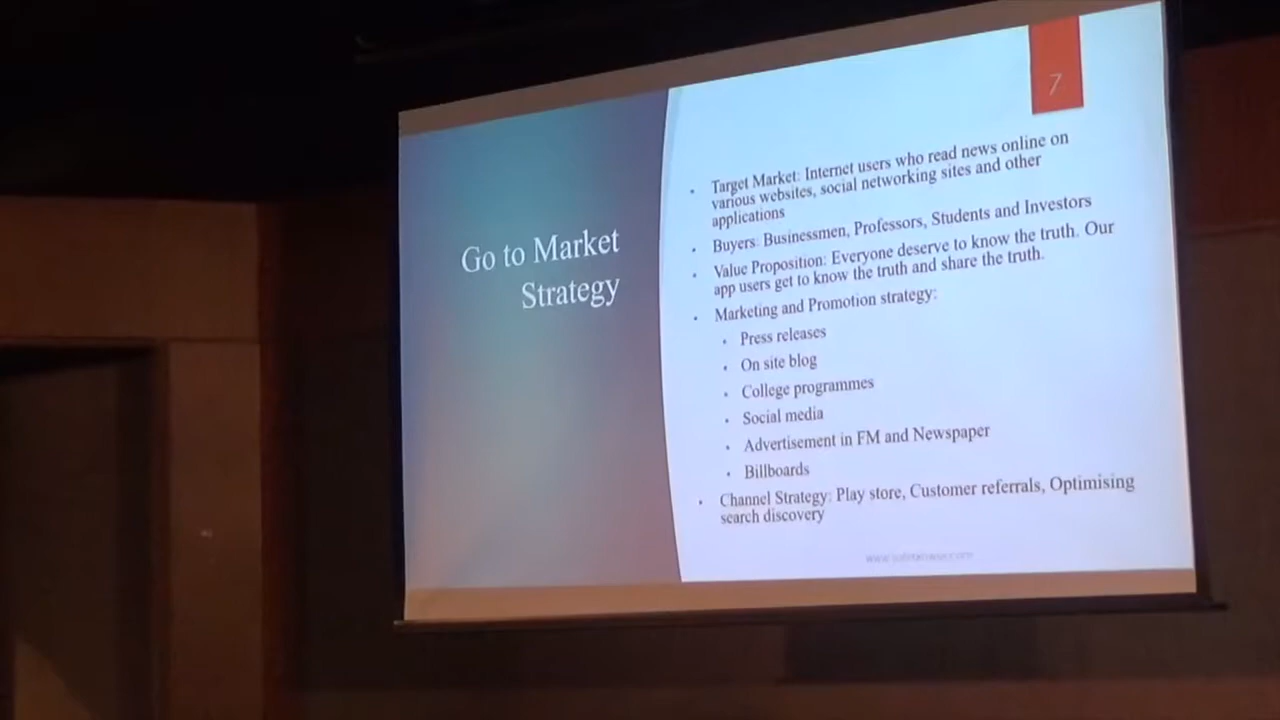 7
Go to Market
Strategy
• Target Market: Internet users who read news online on
various websites, social networking sites and other
applications
• Buyers: Businessmen, Professors, Students and Investors
• Value Proposition: Everyone deserve to know the truth. Our
app users get to know the truth and share the truth.
• Marketing and Promotion strategy:
• Press releases
• On site blog
• College programmes
• Social media
• Advertisement in FM and Newspaper
• Billboards
• Channel Strategy: Play store, Customer referrals, Optimising
search discovery